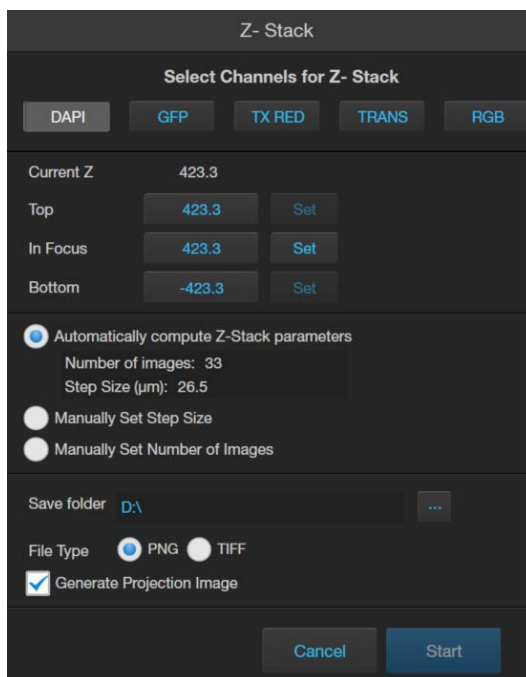 Z- Stack
Select Channels for Z- Stack
DAPI GFP TX RED TRANS RGB
Current Z 423.3
Top 423.3 Set
In Focus 423.3 Set
Bottom -423.3 Set
Automatically compute Z-Stack parameters
Number of images: 33
Step Size (µm): 26.5
Manually Set Step Size
Manually Set Number of Images
Save folder D:\ ...
File Type PNG TIFF
Generate Projection Image
Cancel Start